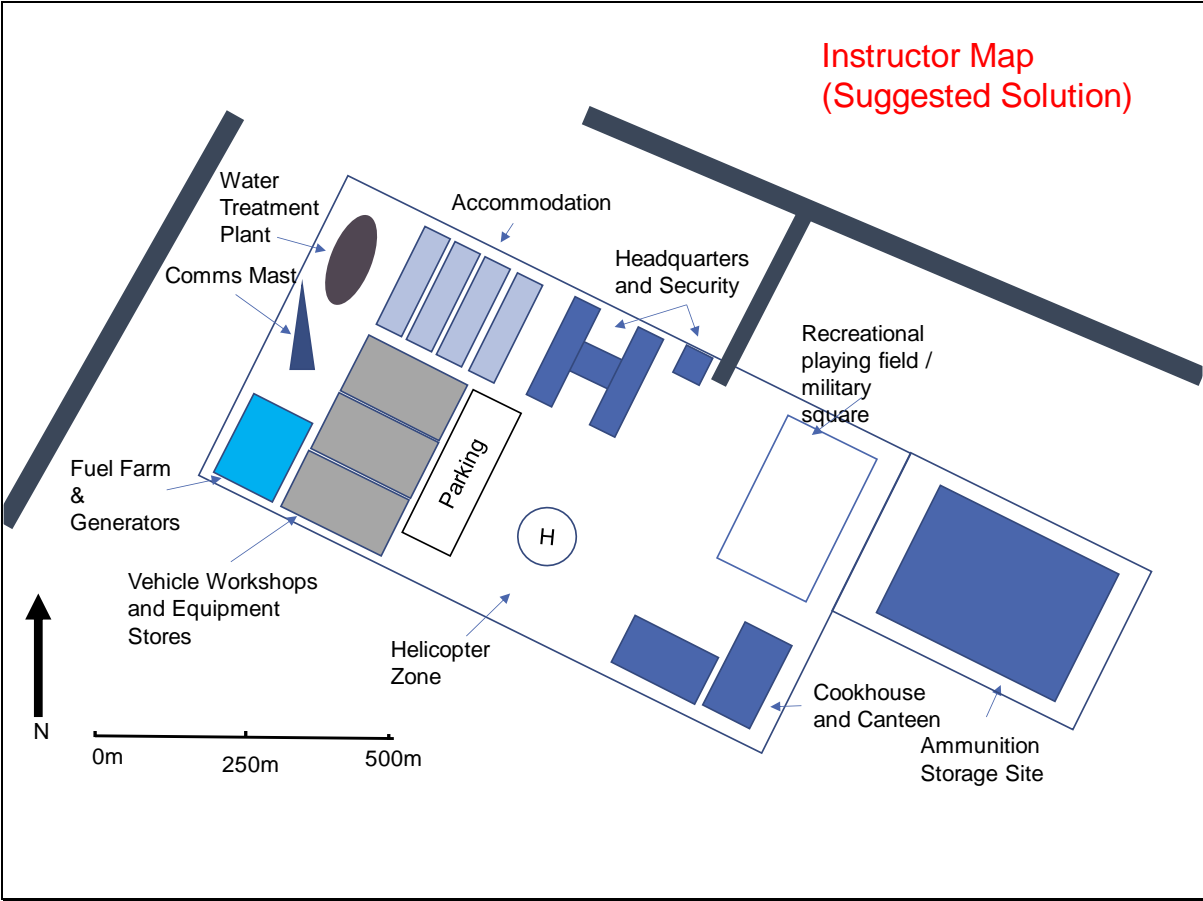 Instructor Map
(Suggested Solution)
Water
Treatment
Plant
Accommodation
Comms Mast
Headquarters
and Security
Recreational
playing field /
military
square
Parking
H
Fuel Farm
&
Generators
Vehicle Workshops
and Equipment
Stores
Helicopter
Zone
Cookhouse
and Canteen
Ammunition
Storage Site
N
0m
250m
500m